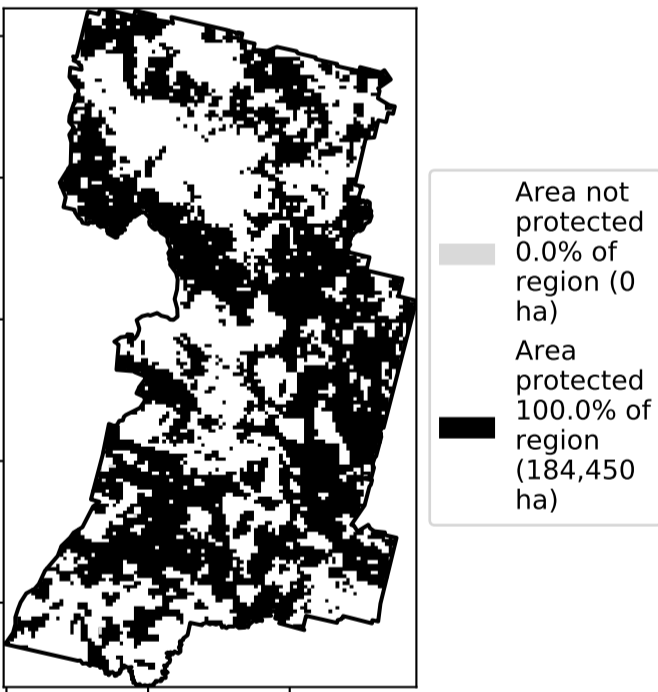 Area not
protected
0.0% of
region (0
ha)
Area
protected
100.0% of
region
(184,450
ha)